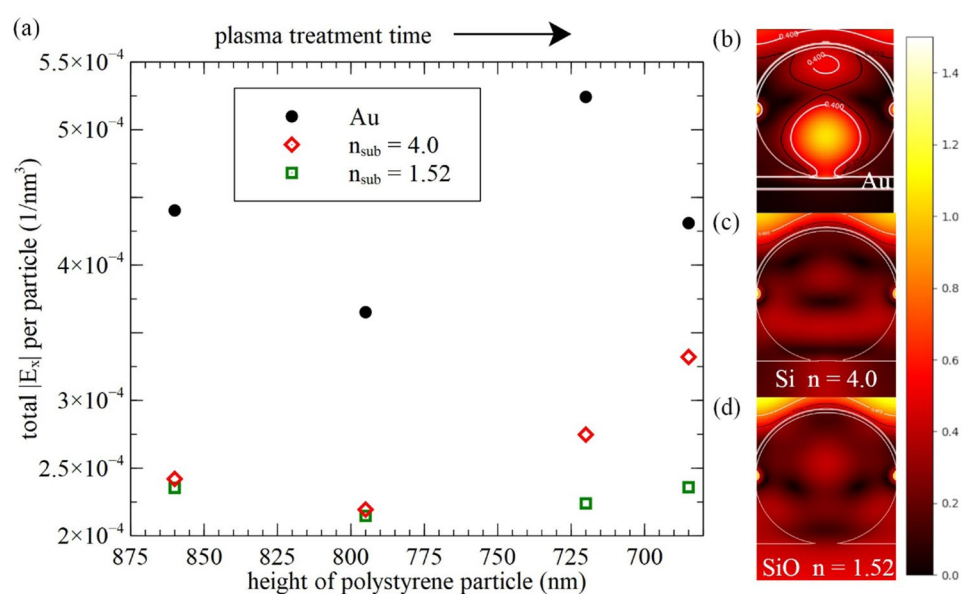 (a)
plasma treatment time
total |Eₓ| per particle (1/nm³)
5.5×10⁻⁴
5×10⁻⁴
4×10⁻⁴
3×10⁻⁴
2.5×10⁻⁴
2×10⁻⁴
Au
n_sub = 4.0
n_sub = 1.52
875 850 825 800 775 750 725 700
height of polystyrene particle (nm)
(b)
0.400
0.400
0.400
Au
(c)
Si n = 4.0
(d)
SiO n = 1.52
1.4
1.2
1.0
0.8
0.6
0.4
0.2
0.0